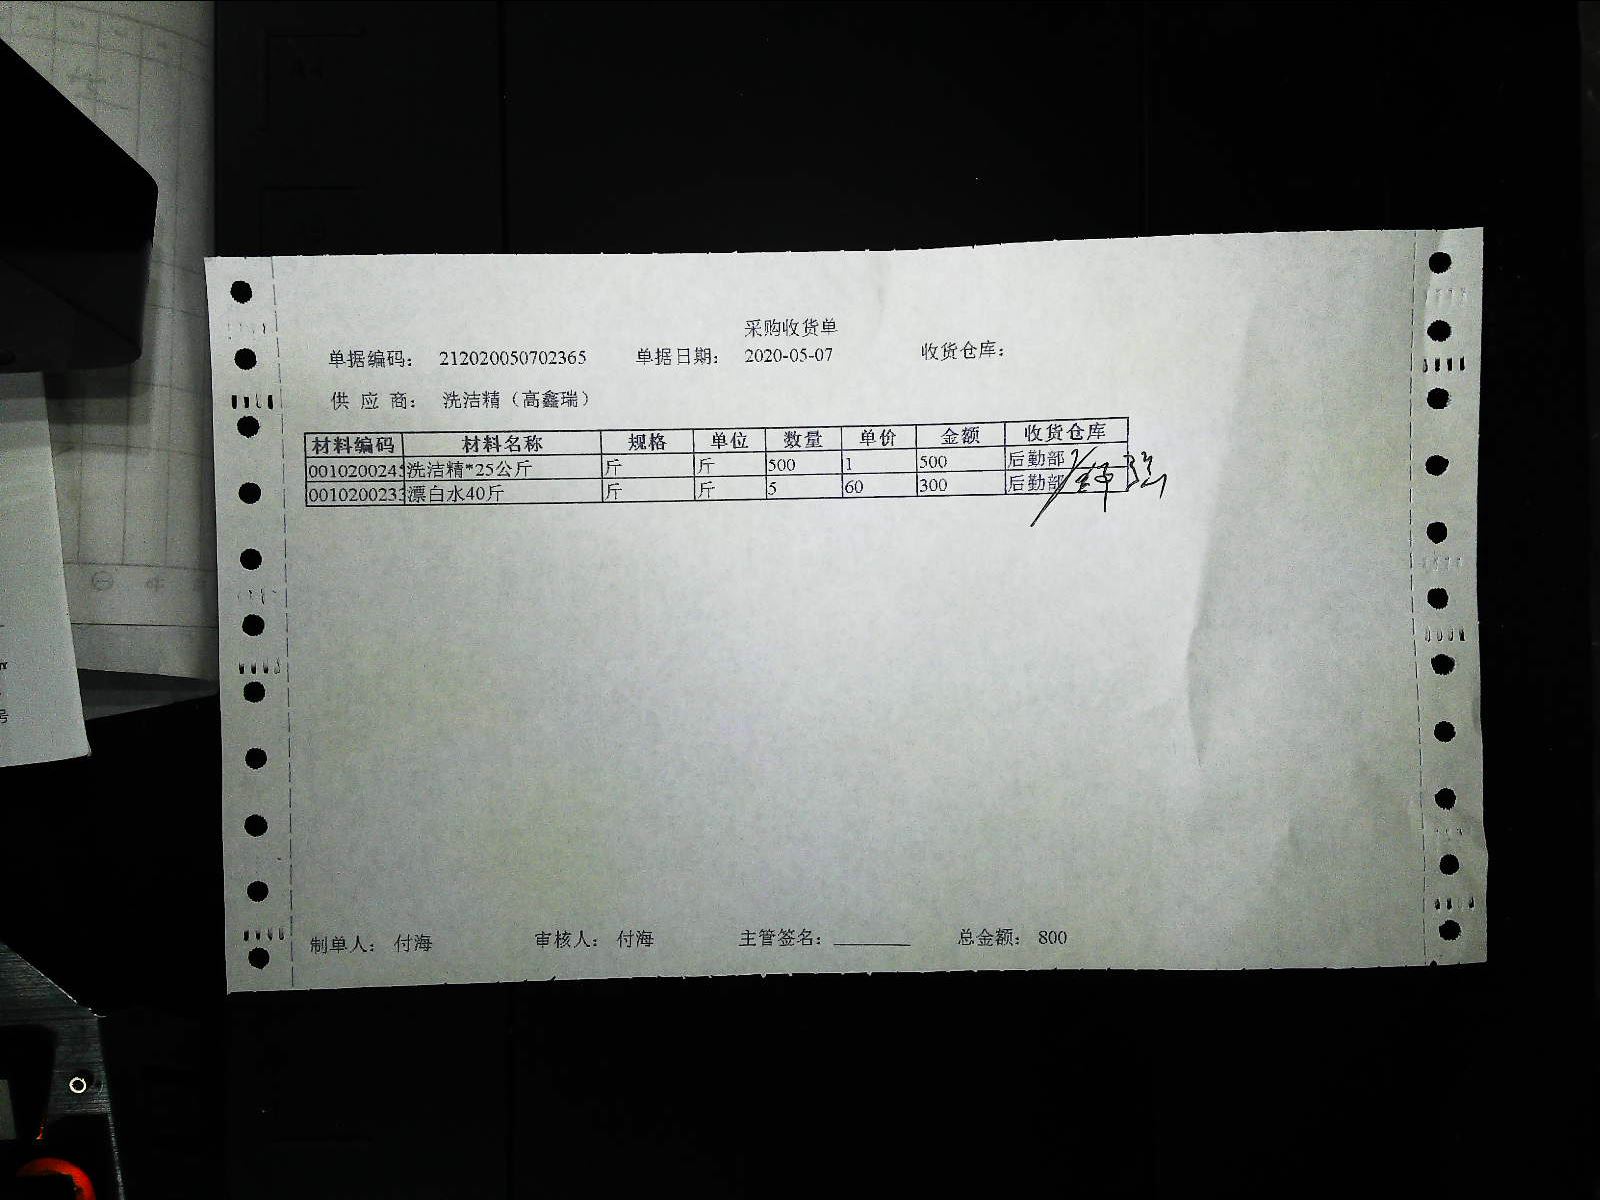 采购收货单
单据编码： 212020050702365 单据日期： 2020-05-07 收货仓库：
供 应 商： 洗洁精（高鑫瑞）
材料编码 材料名称 规格 单位 数量 单价 金额 收货仓库
001020024 洗洁精*25公斤 斤 斤 500 1 500 后勤部
001020023 漂白水40斤 斤 斤 5 60 300 后勤部
制单人： 付海 审核人： 付海 主管签名： 总金额： 800